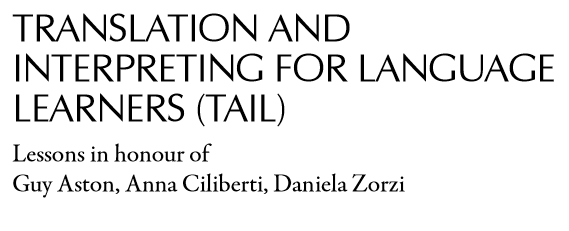 TRANSLATION AND
INTERPRETING FOR LANGUAGE
LEARNERS (TAIL)
Lessons in honour of
Guy Aston, Anna Ciliberti, Daniela Zorzi